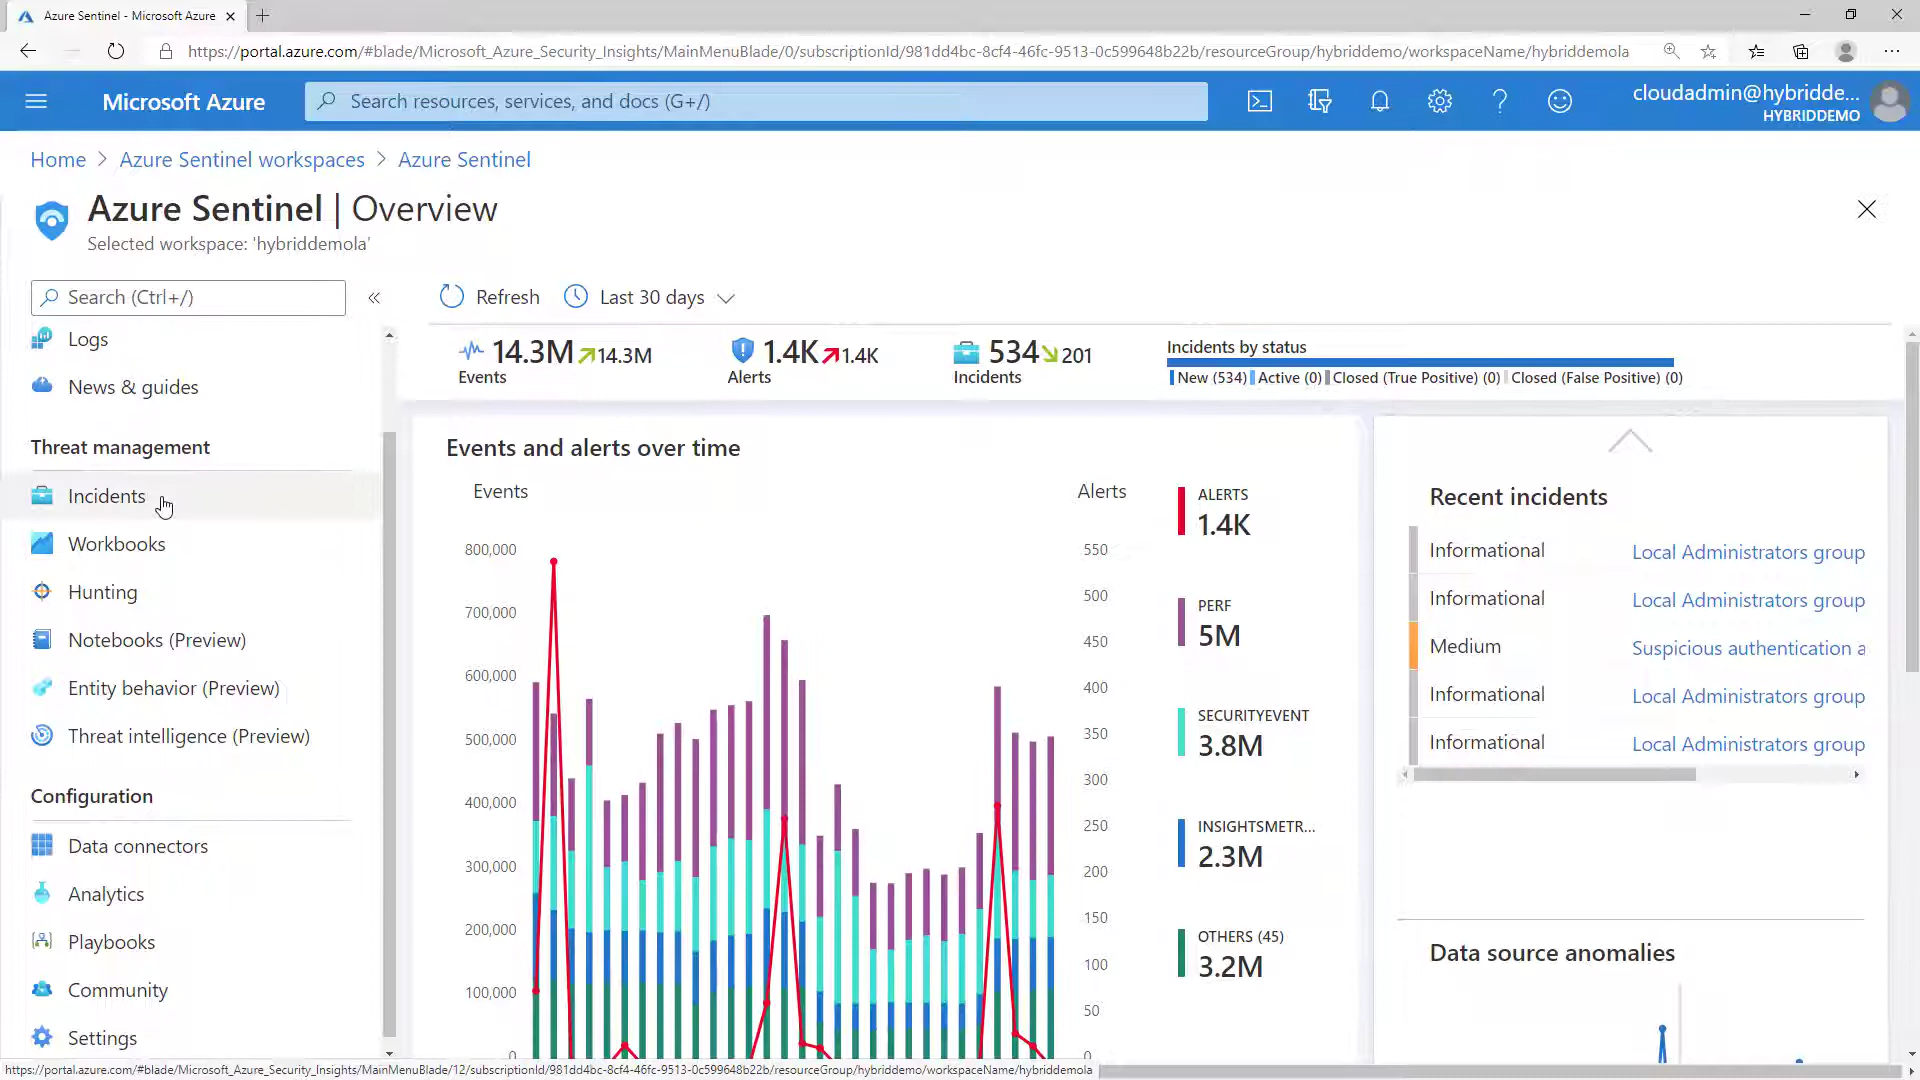 Azure Sentinel - Microsoft Azure
https://portal.azure.com/#blade/Microsoft_Azure_Security_Insights/MainMenuBlade/0/subscriptionId/981dd4bc-8cf4-46fc-9513-0c599648b22b/resourceGroup/hybriddemo/workspaceName/hybriddemola
Microsoft Azure
Search resources, services, and docs (G+/)
cloudadmin@hybridde...
HYBRIDDEMO
Home > Azure Sentinel workspaces > Azure Sentinel
Azure Sentinel | Overview
Selected workspace: 'hybriddemola'
Search (Ctrl+/)
«
Refresh
Last 30 days
Logs
News & guides
Threat management
Incidents
Workbooks
Hunting
Notebooks (Preview)
Entity behavior (Preview)
Threat intelligence (Preview)
Configuration
Data connectors
Analytics
Playbooks
Community
Settings
14.3M 14.3M
Events
1.4K 1.4K
Alerts
534 201
Incidents
Incidents by status
New (534) Active (0) Closed (True Positive) (0) Closed (False Positive) (0)
Events and alerts over time
Events
Alerts
800,000
700,000
600,000
500,000
400,000
300,000
200,000
100,000
0
550
500
450
400
350
300
250
200
150
100
50
0
ALERTS
1.4K
PERF
5M
SECURITYEVENT
3.8M
INSIGHTSMETR...
2.3M
OTHERS (45)
3.2M
Recent incidents
Informational Local Administrators group
Informational Local Administrators group
Medium Suspicious authentication a
Informational Local Administrators group
Informational Local Administrators group
Data source anomalies
https://portal.azure.com/#blade/Microsoft_Azure_Security_Insights/MainMenuBlade/12/subscriptionId/981dd4bc-8cf4-46fc-9513-0c599648b22b/resourceGroup/hybriddemo/workspaceName/hybriddemola